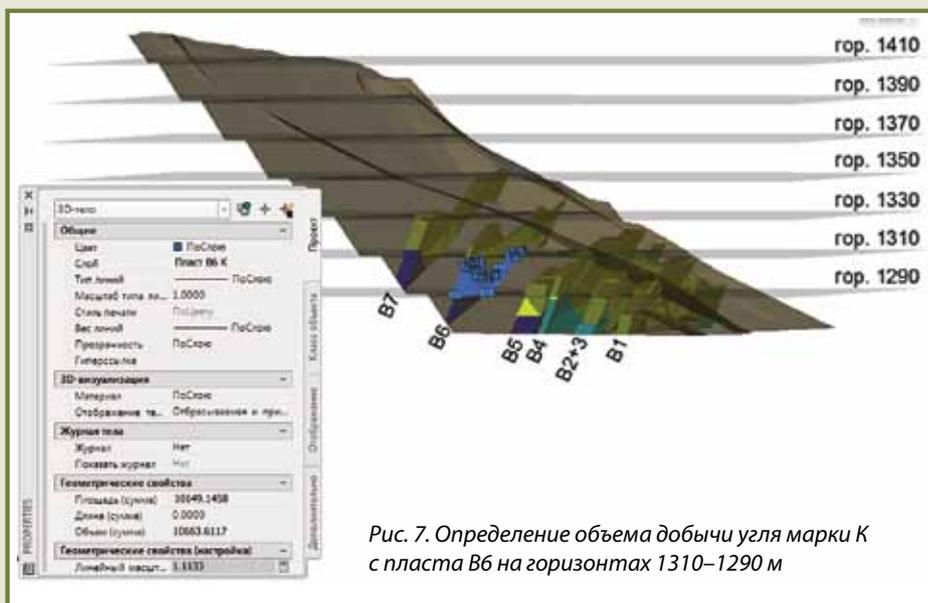 гор. 1410
гор. 1390
гор. 1370
гор. 1350
гор. 1330
гор. 1310
гор. 1290
B7
B6
B5
B4
B2+3
B1
3D-тело
Общие
Цвет ПоСлою
Слой Пласт B6 K
Тип линий ПоСлою
Масштаб типа ли... 1.0000
Стиль печати ПоЦвету
Вес линий ПоСлою
Прозрачность ПоСлою
Гиперссылка
3D-визуализация
Материал ПоСлою
Отображение те... Отбрасывания и при...
Журнал тела
Журнал Нет
Показать журнал Нет
Геометрические свойства
Площадь (сумма) 10149.1458
Длина (сумма) 0.0000
Объем (сумма) 10663.6117
Геометрические свойства (настройка)
Линейный масшт... 1.1133
Проект
Класс объекта
Отображение
Дополнительно
PROPERTIES
Рис. 7. Определение объема добычи угля марки К
с пласта В6 на горизонтах 1310–1290 м